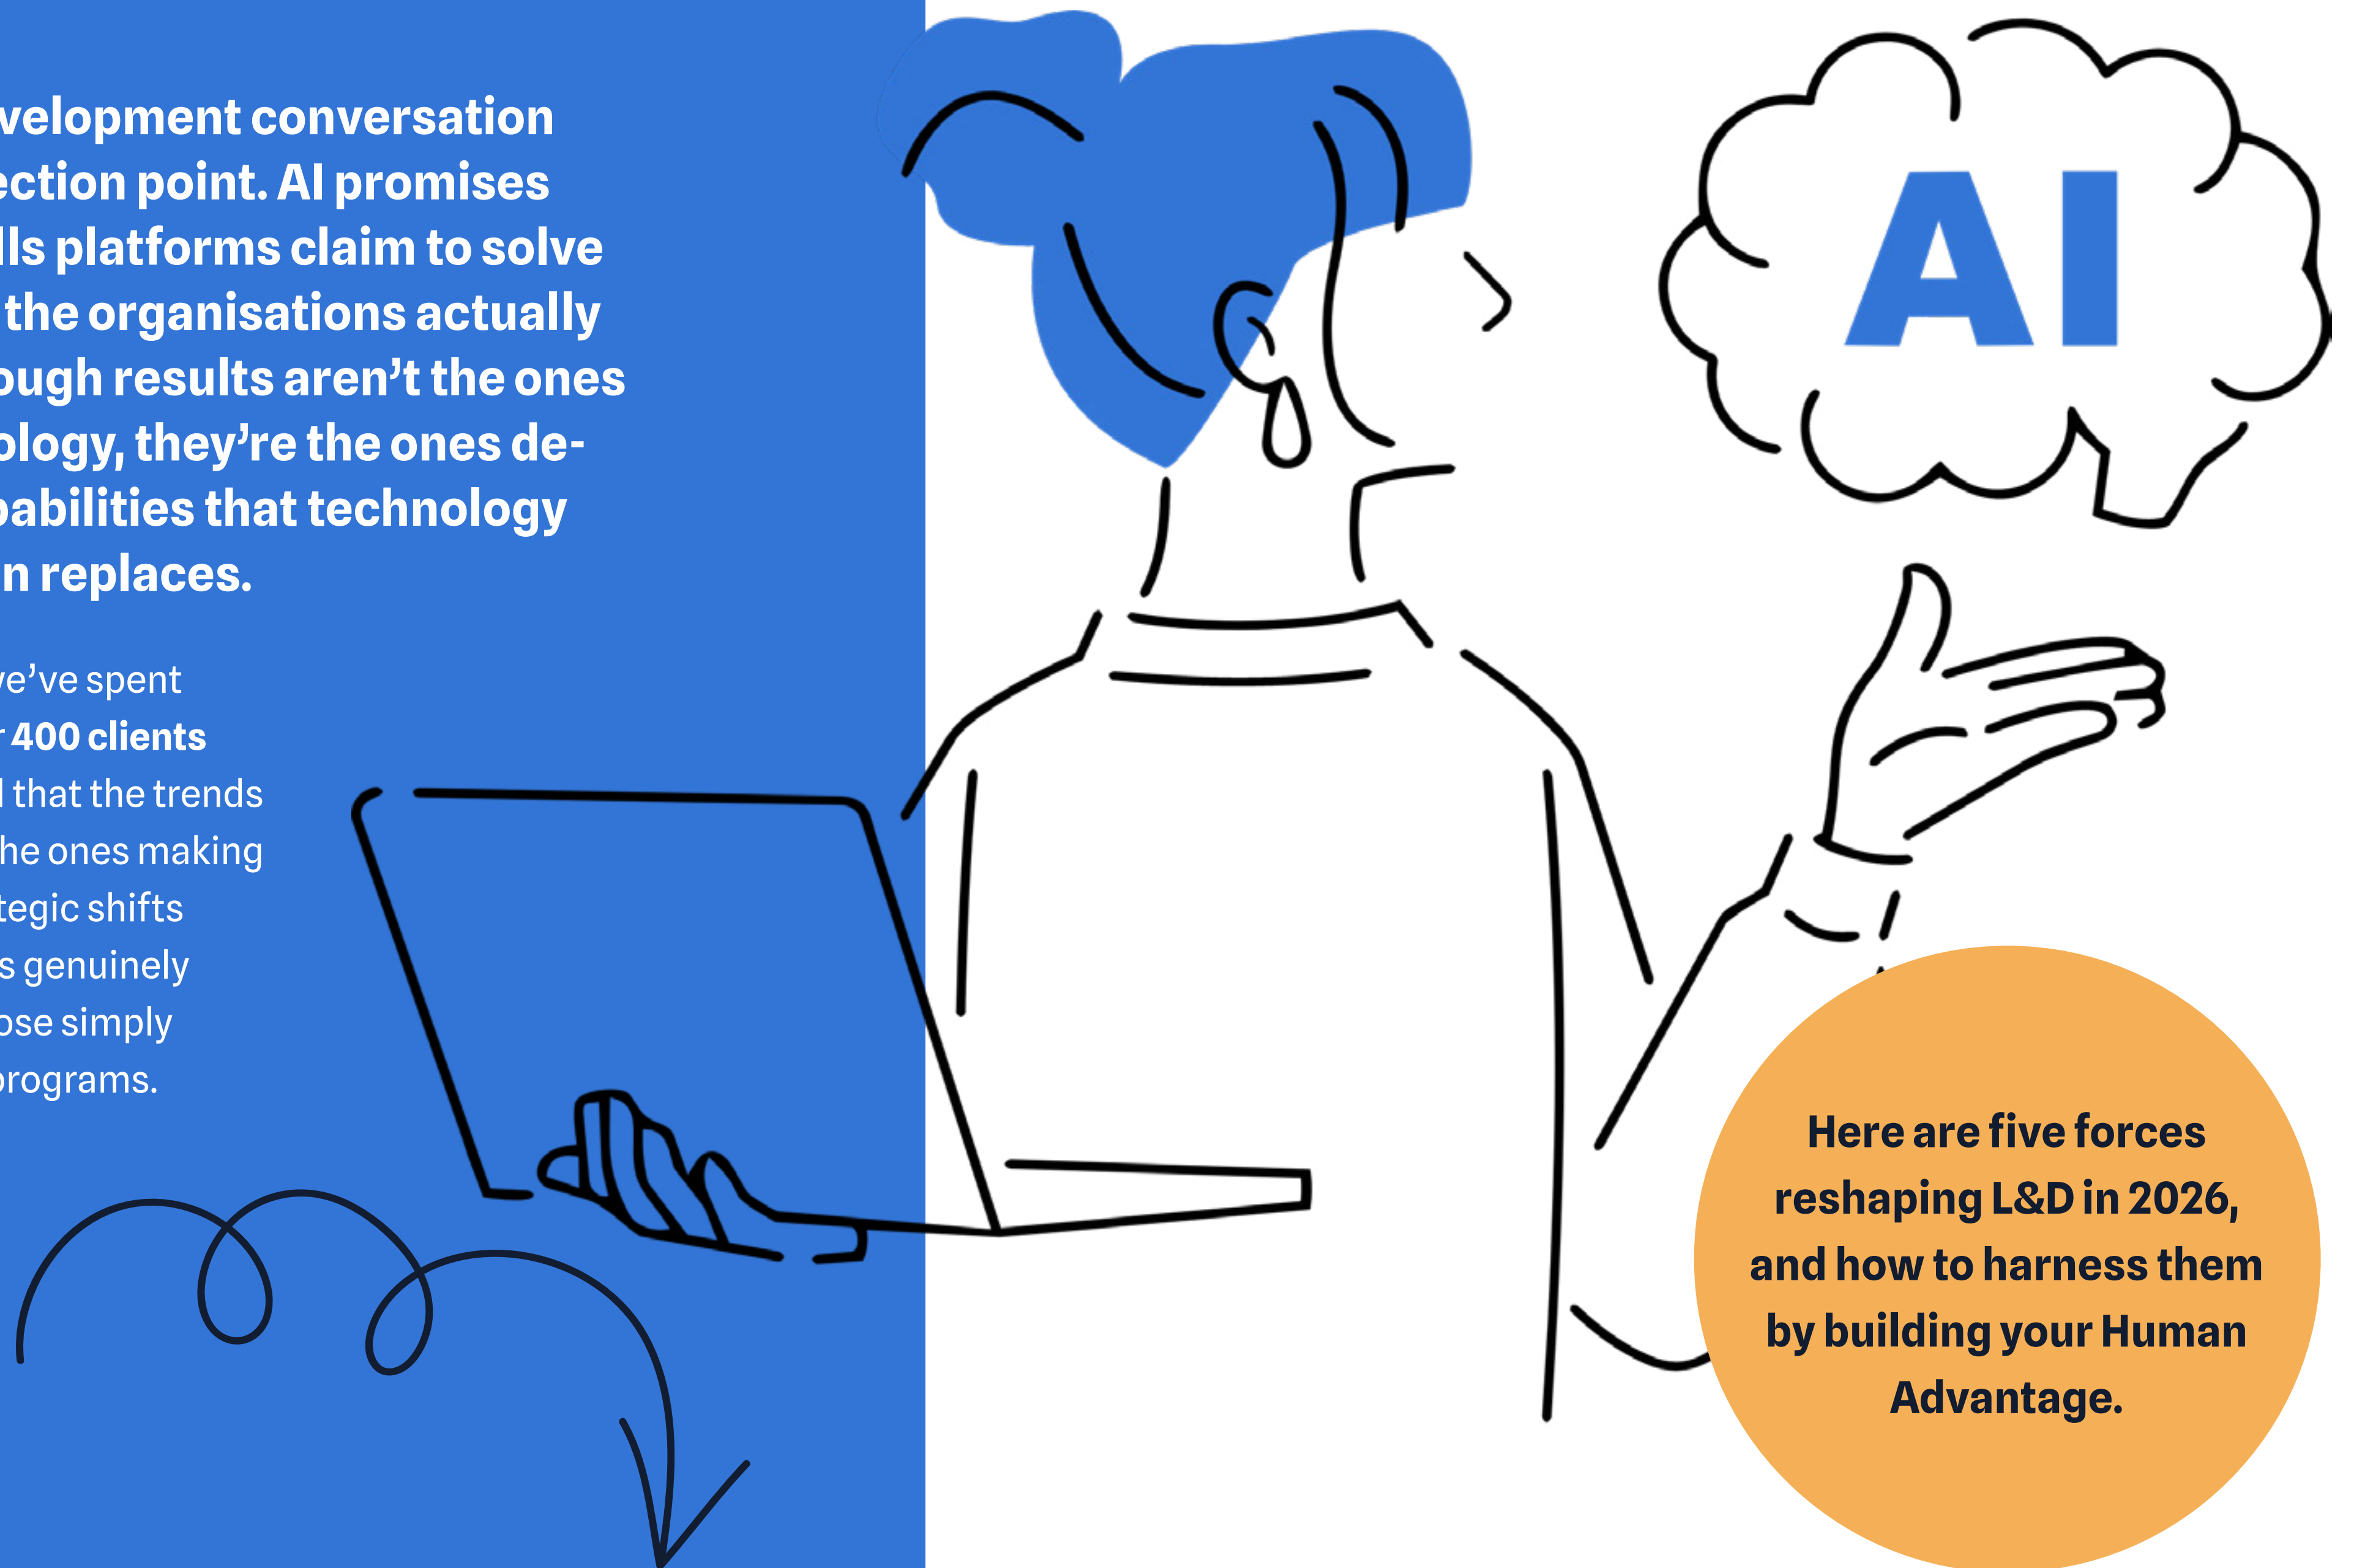 velopment conversation
ection point. AI promises
lls platforms claim to solve
the organisations actually
ough results aren’t the ones
ology, they’re the ones de-
abilities that technology
n replaces.
ve’ve spent
r 400 clients
that the trends
he ones making
tegic shifts
s genuinely
ose simply
programs.
AI
Here are five forces
reshaping L&D in 2026,
and how to harness them
by building your Human
Advantage.